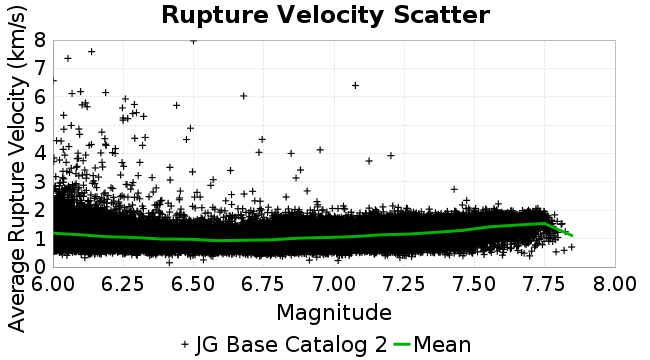 Rupture Velocity Scatter
Average Rupture Velocity (km/s)
8
7
6
5
4
3
2
1
0
6.00 6.25 6.50 6.75 7.00 7.25 7.50 7.75 8.00
Magnitude
JG Base Catalog 2 Mean